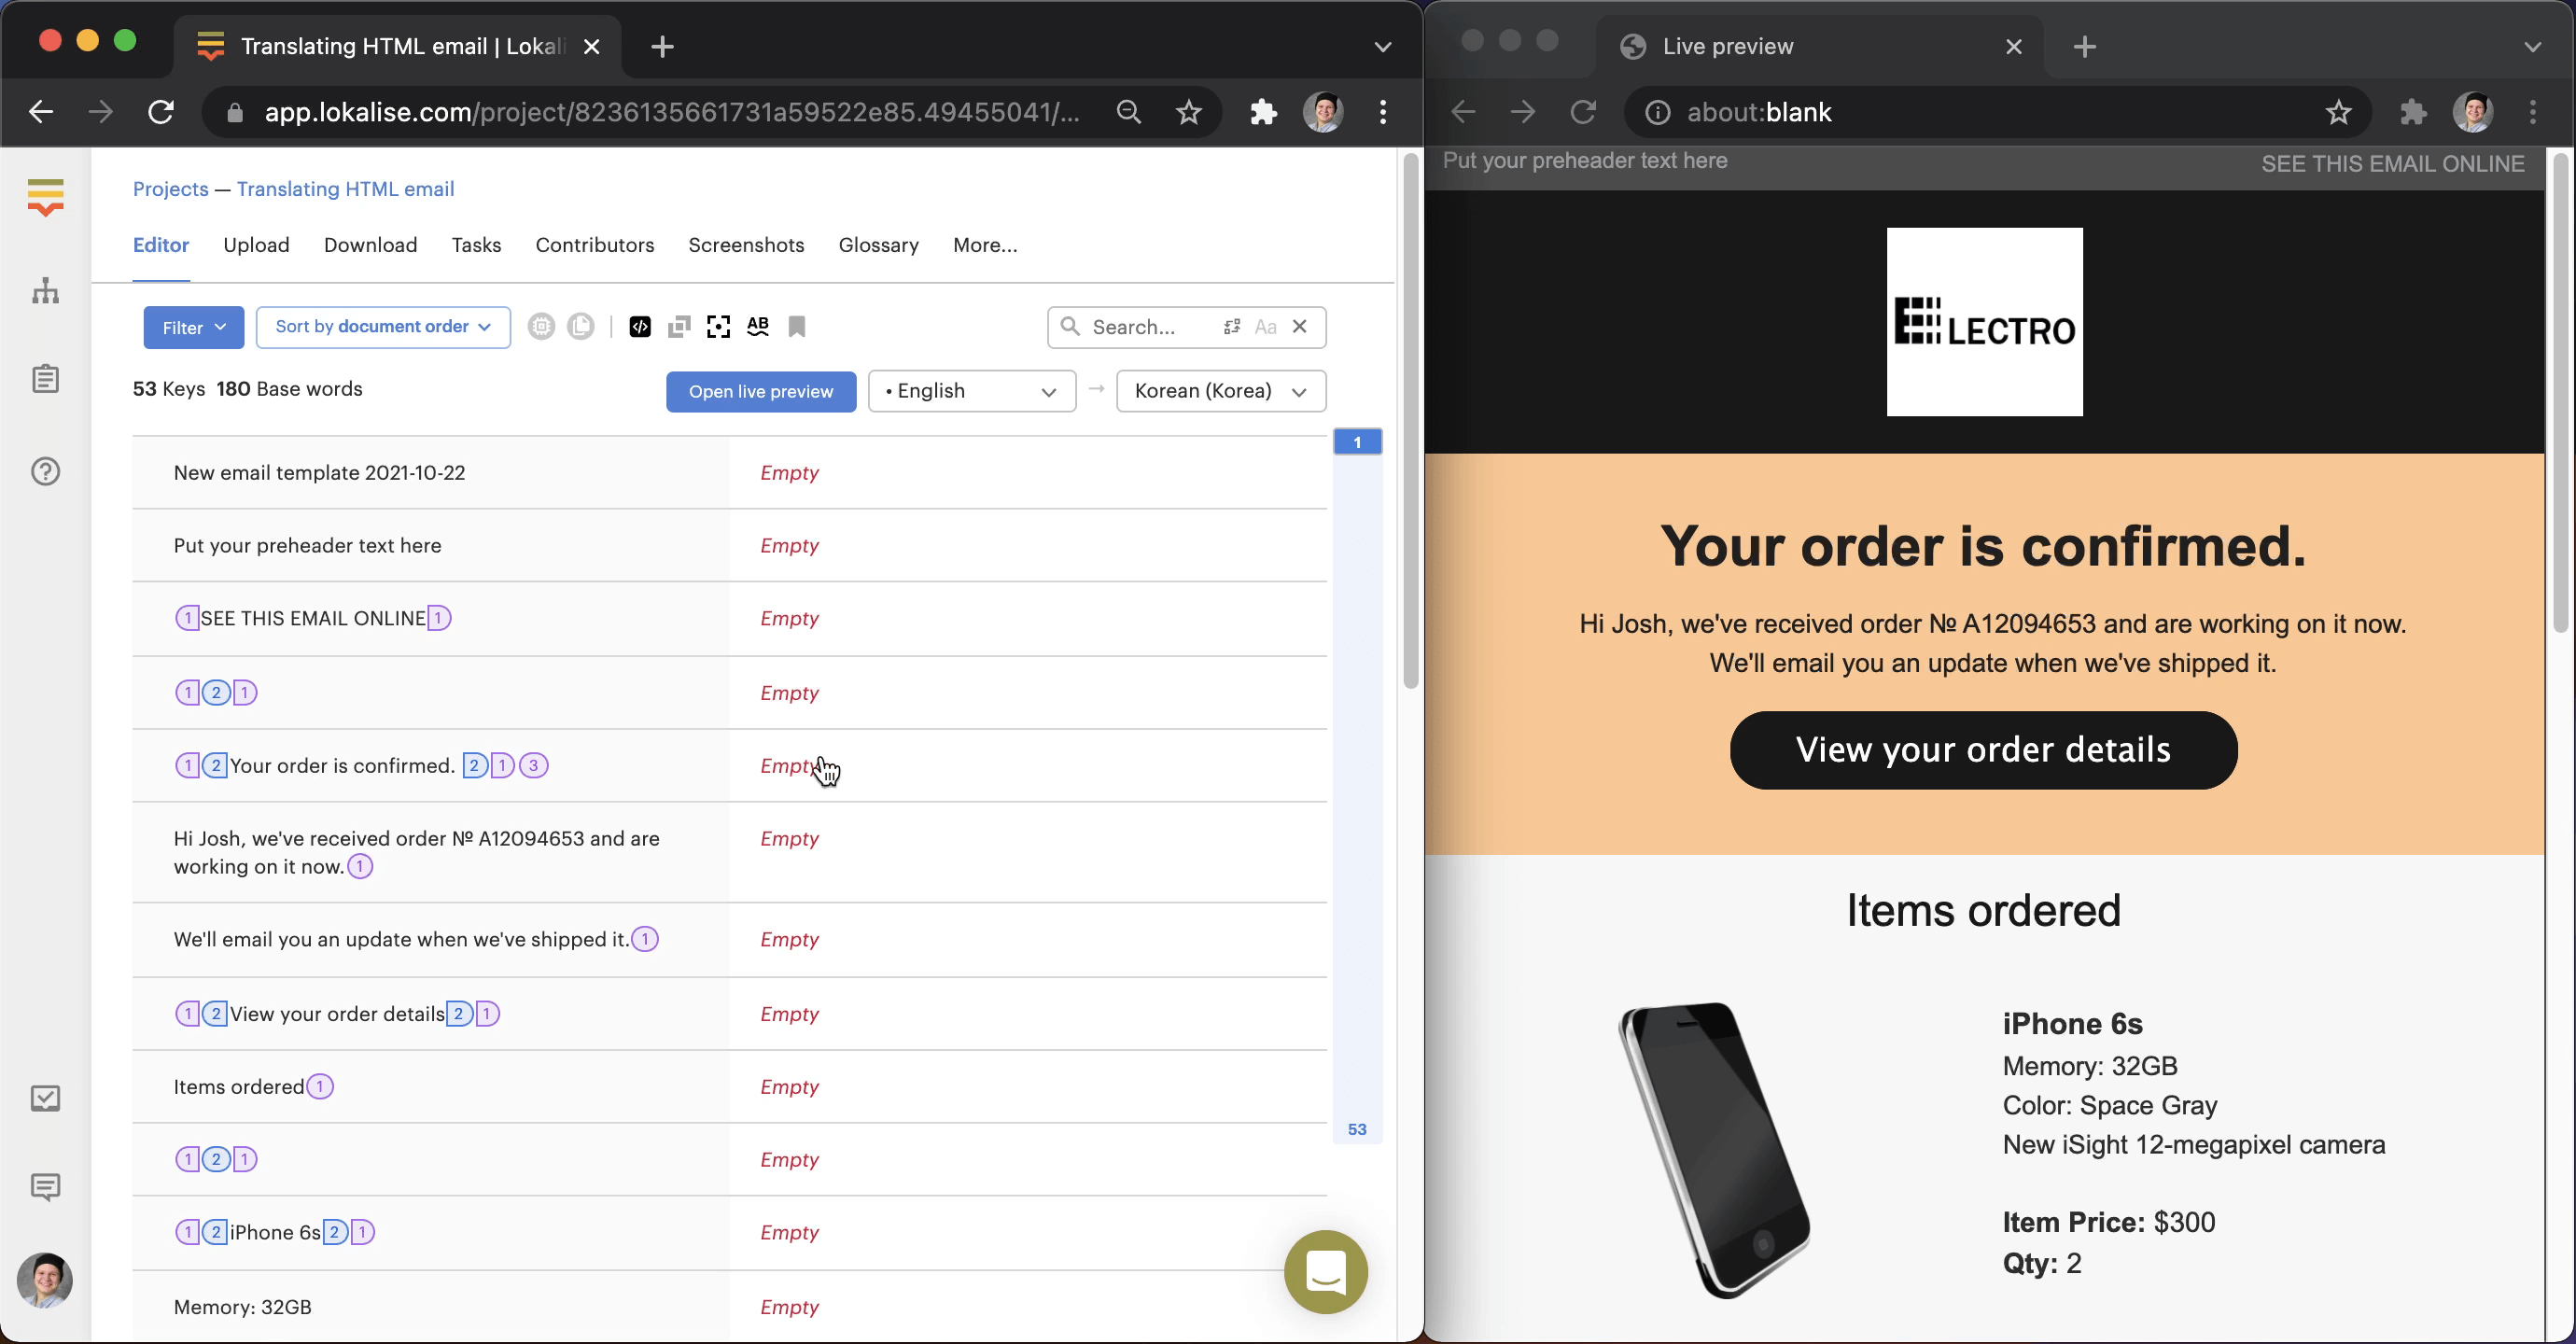 Translating HTML email | Lokali
app.lokalise.com/project/8236135661731a59522e85.49455041/...
Projects — Translating HTML email
Editor Upload Download Tasks Contributors Screenshots Glossary More...
Filter Sort by document order AB Search... Aa
53 Keys 180 Base words Open live preview • English → Korean (Korea)
1
New email template 2021-10-22 Empty
Put your preheader text here Empty
1 SEE THIS EMAIL ONLINE 1 Empty
1 2 1 Empty
1 2 Your order is confirmed. 2 1 3 Empty
Hi Josh, we've received order № A12094653 and are Empty
working on it now. 1
We'll email you an update when we've shipped it. 1 Empty
1 2 View your order details 2 1 Empty
Items ordered 1 Empty
53
1 2 1 Empty
1 2 iPhone 6s 2 1 Empty
Memory: 32GB Empty
Live preview
about:blank
Put your preheader text here SEE THIS EMAIL ONLINE
ELECTRO
Your order is confirmed.
Hi Josh, we've received order № A12094653 and are working on it now.
We'll email you an update when we've shipped it.
View your order details
Items ordered
iPhone 6s
Memory: 32GB
Color: Space Gray
New iSight 12-megapixel camera
Item Price: $300
Qty: 2